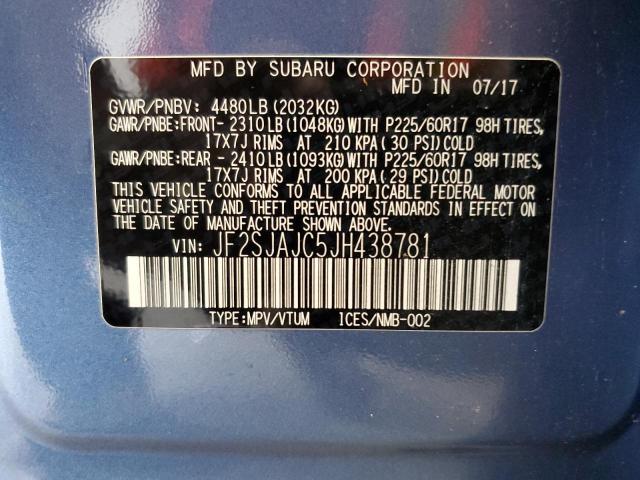 MFD BY SUBARU CORPORATION
MFD IN 07/17
GVWR/PNBV: 4480LB (2032KG)
GAWR/PNBE:FRONT- 2310LB (1048KG)WITH P225/60R17 98H TIRES,
17X7J RIMS AT 210 KPA( 30 PSI)COLD
GAWR/PNBE:REAR - 2410LB (1093KG)WITH P225/60R17 98H TIRES,
17X7J RIMS AT 200 KPA( 29 PSI)COLD
THIS VEHICLE CONFORMS TO ALL APPLICABLE FEDERAL MOTOR
VEHICLE SAFETY AND THEFT PREVENTION STANDARDS IN EFFECT ON
THE DATE OF MANUFACTURE SHOWN ABOVE.
VIN: JF2SJAJC5JH438781
TYPE:MPV/VTUM ICES/NMB-002